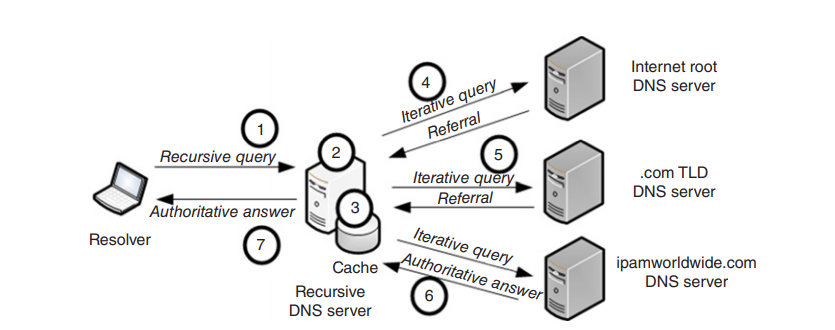 4
Iterative query
Referral
Internet root
DNS server
1
Recursive query
2
5
Iterative query
Referral
.com TLD
DNS server
Authoritative answer
3
Resolver
7
Iterative query
Authoritative answer
ipamworldwide.com
DNS server
Cache
6
Recursive
DNS server